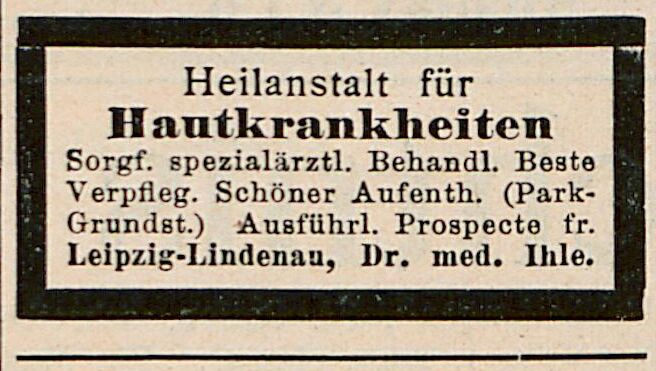 Heilanstalt für
Hautkrankheiten
Sorgf. spezialärztl. Behandl. Beste
Verpfleg. Schöner Aufenth. (Park-
Grundst.) Ausführl. Prospecte fr.
Leipzig-Lindenau, Dr. med. Ihle.